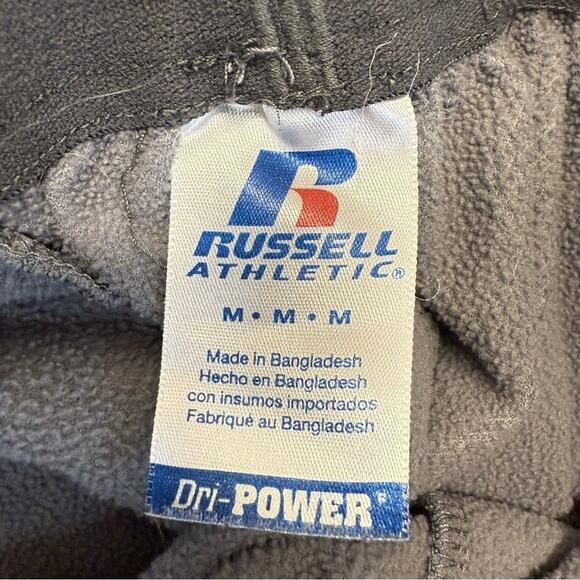 RUSSELL
ATHLETIC®
M • M • M
Made in Bangladesh
Hecho en Bangladesh
con insumos importados
Fabriqué au Bangladesh
Dri-POWER®